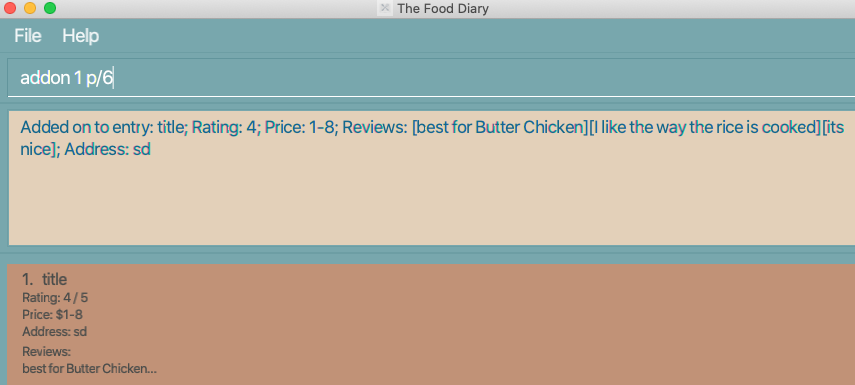 The Food Diary
File Help
addon 1 p/6
Added on to entry: title; Rating: 4; Price: 1-8; Reviews: [best for Butter Chicken][I like the way the rice is cooked][its
nice]; Address: sd
1. title
Rating: 4 / 5
Price: $1-8
Address: sd
Reviews:
best for Butter Chicken...